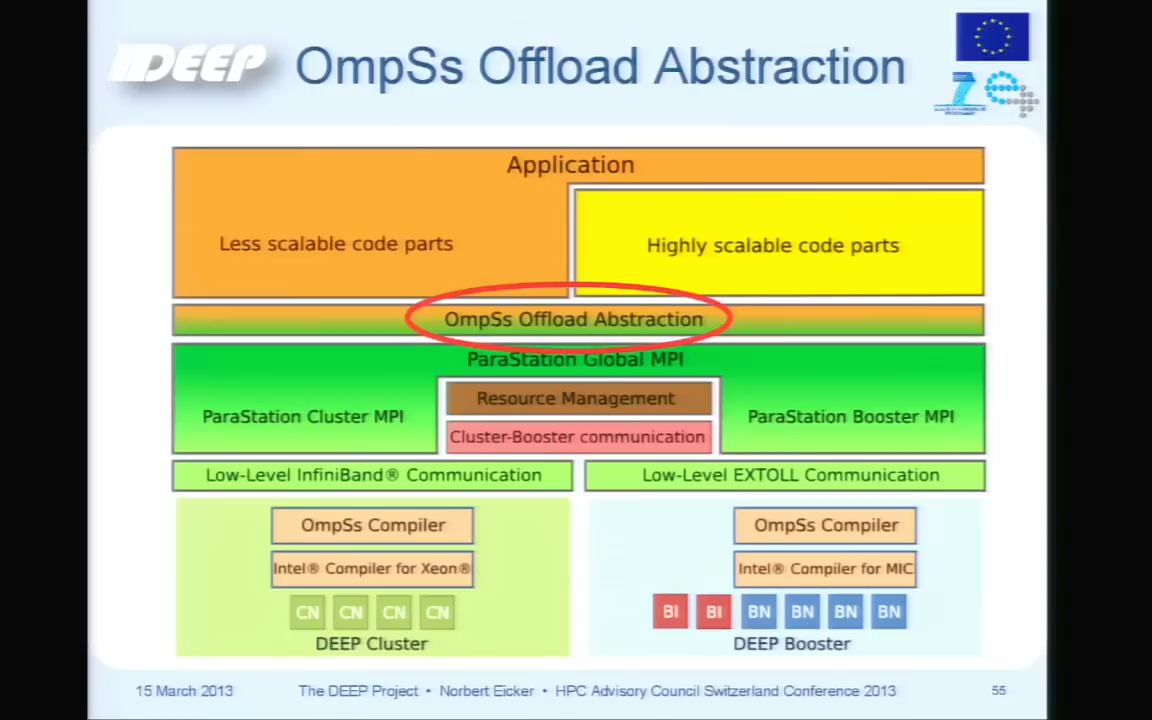 DEEP
OmpSs Offload Abstraction
Application
Less scalable code parts
Highly scalable code parts
OmpSs Offload Abstraction
ParaStation Global MPI
Resource Management
ParaStation Cluster MPI
ParaStation Booster MPI
Cluster-Booster communication
Low-Level InfiniBand® Communication
Low-Level EXTOLL Communication
OmpSs Compiler
OmpSs Compiler
Intel® Compiler for Xeon®
Intel® Compiler for MIC
CN CN CN CN
BI BI BN BN BN BN
DEEP Cluster
DEEP Booster
15 March 2013
The DEEP Project • Norbert Eicker • HPC Advisory Council Switzerland Conference 2013
55